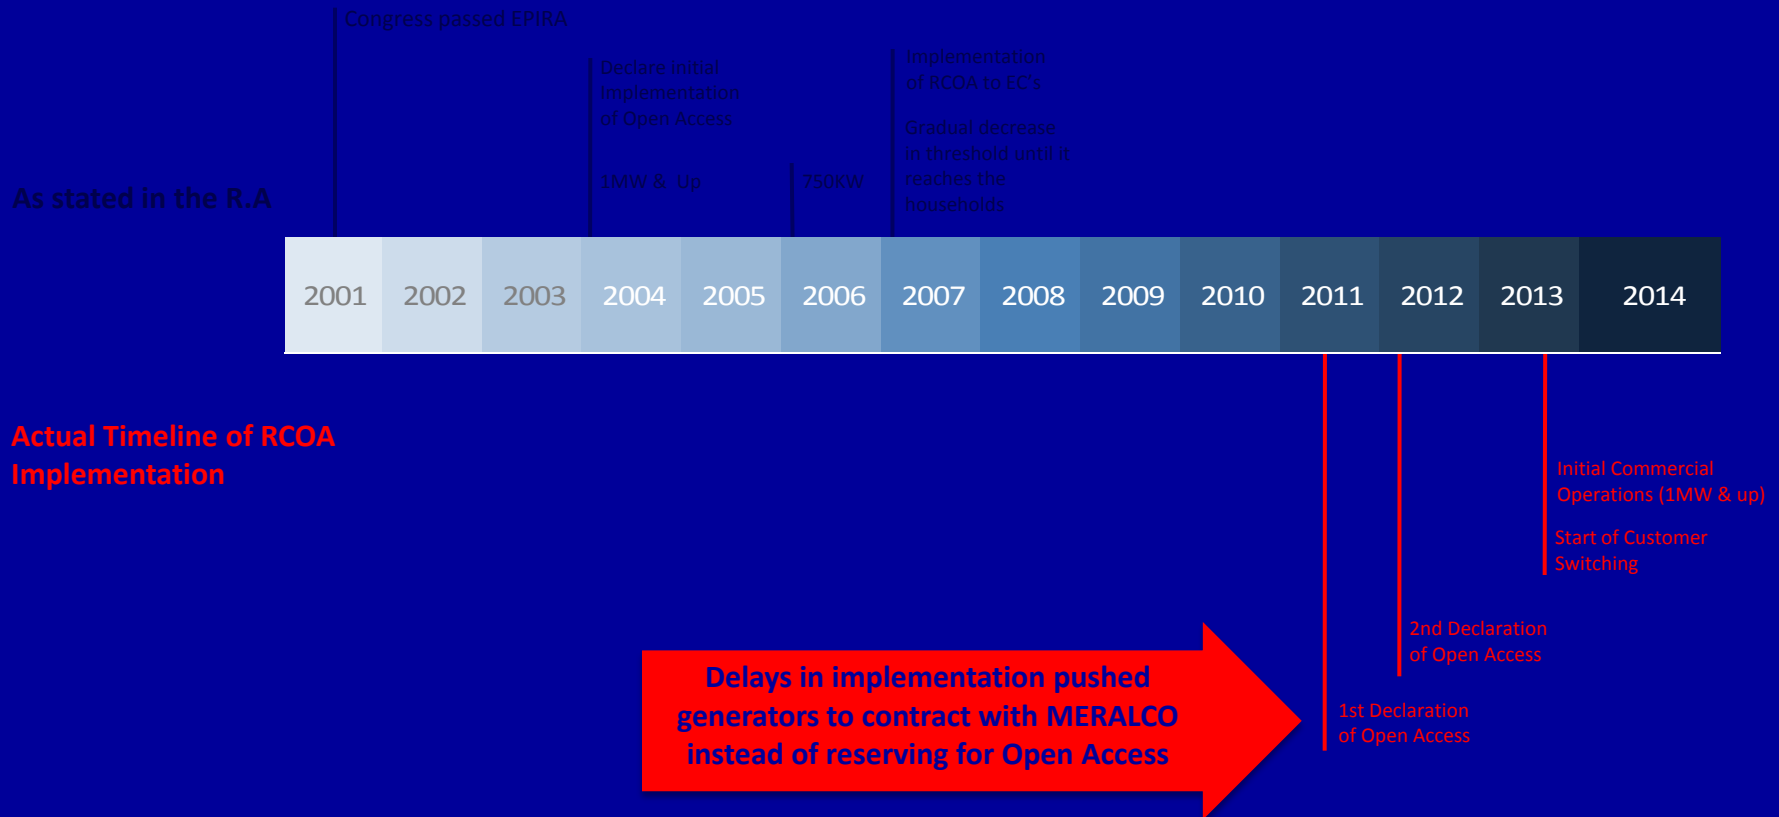 Congress passed EPIRA
Declare initial
Implementation
of Open Access
1MW & Up
750KW
Implementation
of RCOA to EC's
Gradual decrease
in threshold until it
reaches the
households
As stated in the R.A
2001 2002 2003 2004 2005 2006 2007 2008 2009 2010 2011 2012 2013 2014
Actual Timeline of RCOA
Implementation
Initial Commercial
Operations (1MW & up)
Start of Customer
Switching
2nd Declaration
of Open Access
1st Declaration
of Open Access
Delays in implementation pushed
generators to contract with MERALCO
instead of reserving for Open Access